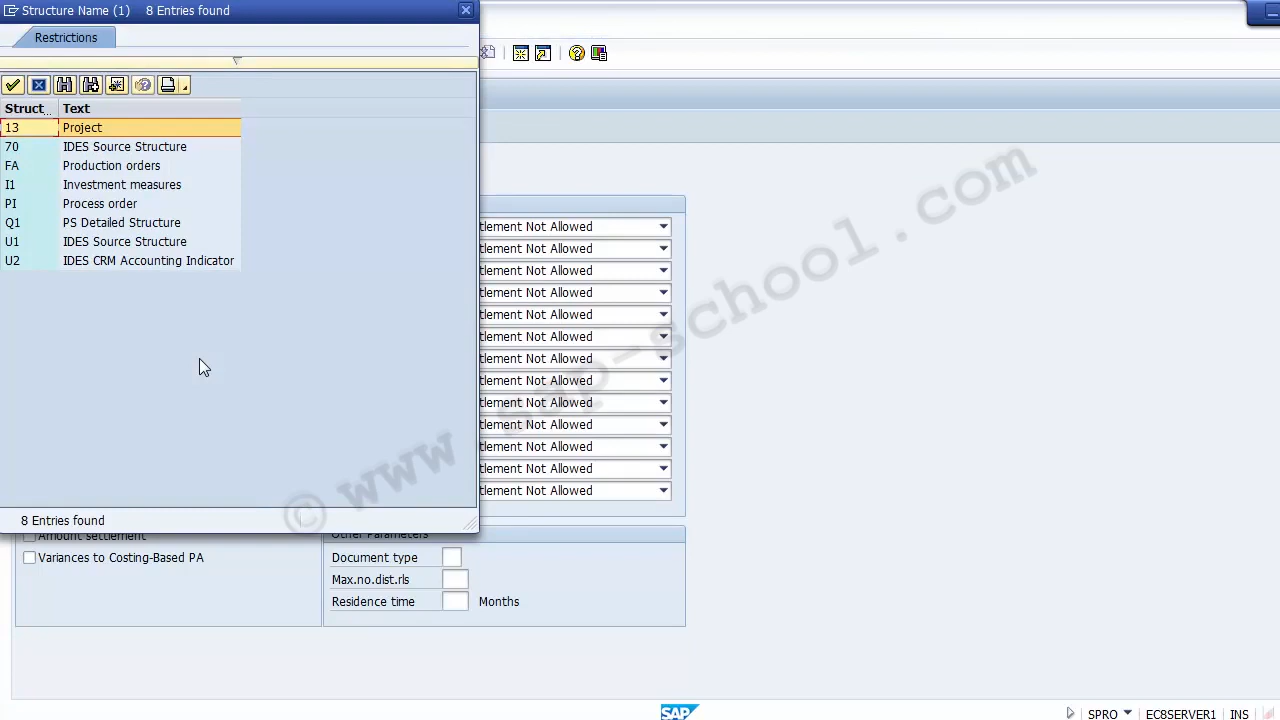 Structure Name (1) 8 Entries found
Restrictions
Struct... Text
13 Project
70 IDES Source Structure
FA Production orders
I1 Investment measures
PI Process order
Q1 PS Detailed Structure
U1 IDES Source Structure
U2 IDES CRM Accounting Indicator
8 Entries found
tlement Not Allowed
tlement Not Allowed
tlement Not Allowed
tlement Not Allowed
tlement Not Allowed
tlement Not Allowed
tlement Not Allowed
tlement Not Allowed
tlement Not Allowed
tlement Not Allowed
tlement Not Allowed
tlement Not Allowed
tlement Not Allowed
Amount settlement
Variances to Costing-Based PA
Other Parameters
Document type
Max.no.dist.rls
Residence time Months
© www.sap-school.com
SAP
SPRO EC8SERVER1 INS